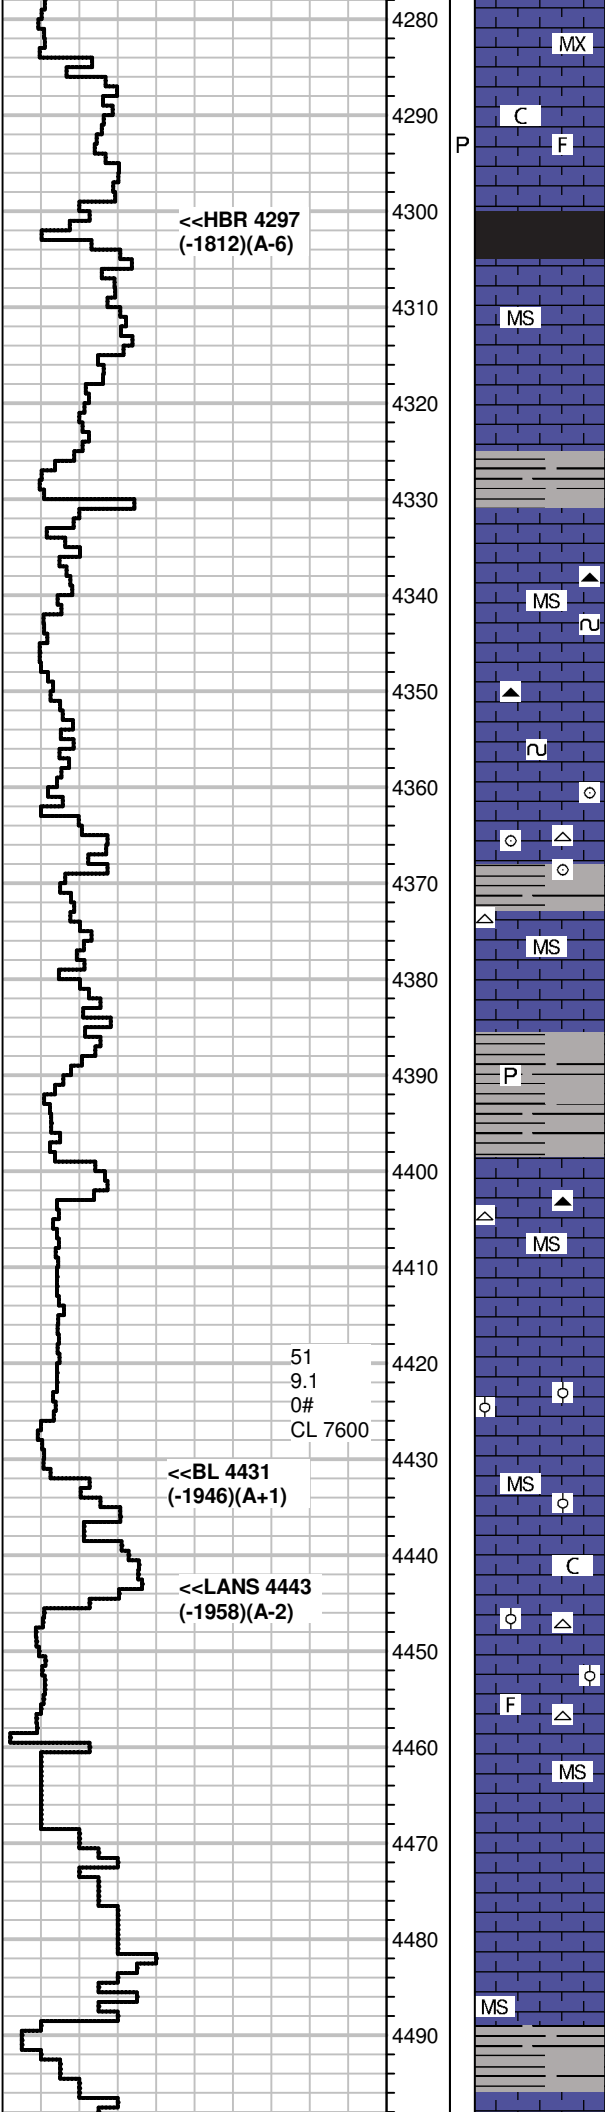 4280
MX
4290
C
P
F
4300
<<HBR 4297
(-1812)(A-6)
4310
MS
4320
4330
4340
MS
4350
4360
4370
MS
4380
4390
P
4400
4410
MS
4420
51
9.1
0#
CL 7600
4430
<<BL 4431
(-1946)(A+1)
MS
4440
C
<<LANS 4443
(-1958)(A-2)
4450
F
4460
MS
4470
4480
MS
4490